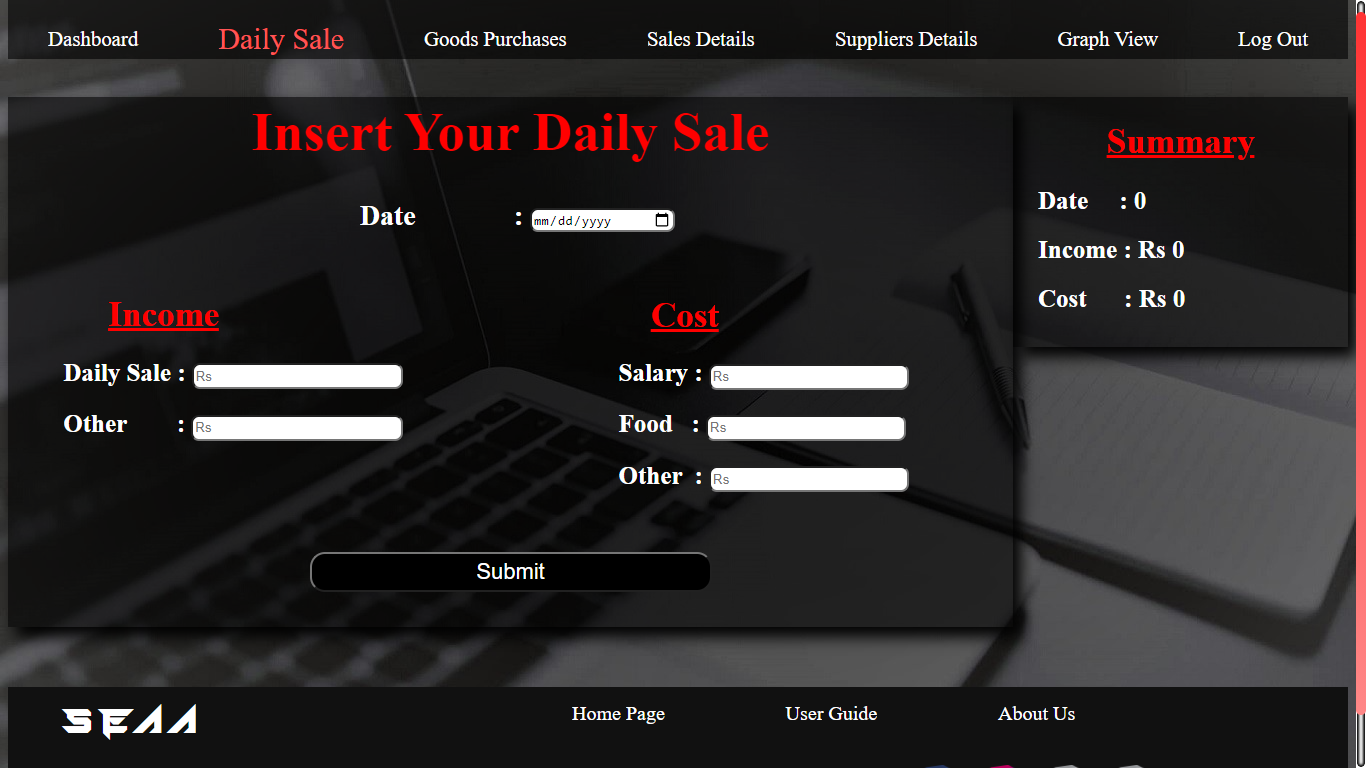 Dashboard Daily Sale Goods Purchases Sales Details Suppliers Details Graph View Log Out
Insert Your Daily Sale
Date : mm/dd/yyyy
Income
Daily Sale : Rs
Other : Rs
Cost
Salary : Rs
Food : Rs
Other : Rs
Submit
Summary
Date : 0
Income : Rs 0
Cost : Rs 0
SEAA
Home Page User Guide About Us